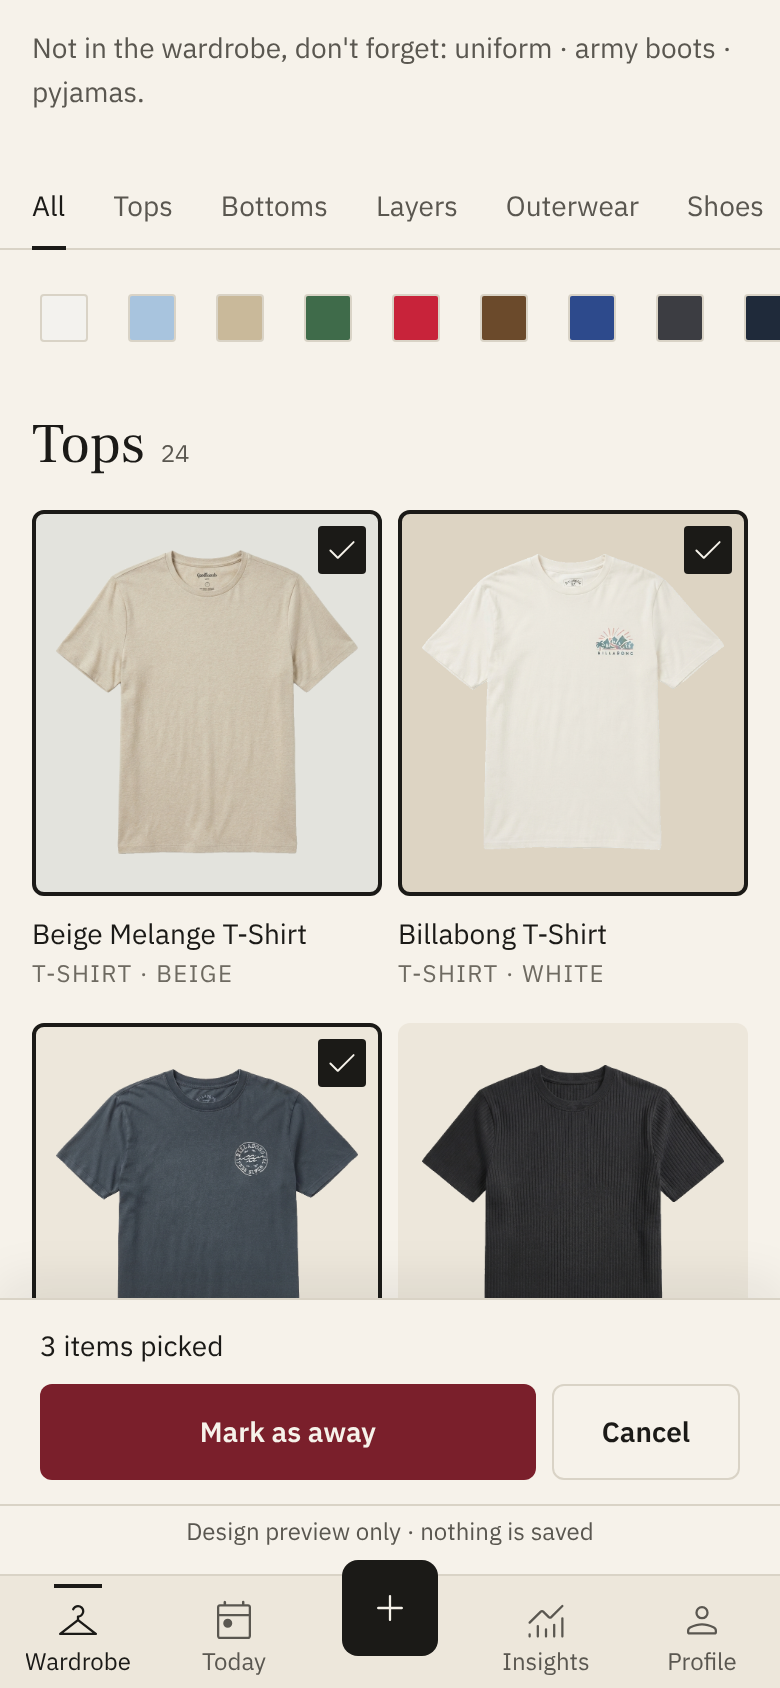 Not in the wardrobe, don't forget: uniform · army boots ·
pyjamas.
All Tops Bottoms Layers Outerwear Shoes
Tops 24
BILLABONG
Beige Melange T-Shirt
T-SHIRT · BEIGE
Billabong T-Shirt
T-SHIRT · WHITE
BILLABONG
3 items picked
Mark as away
Cancel
Design preview only · nothing is saved
Wardrobe
Today
Insights
Profile